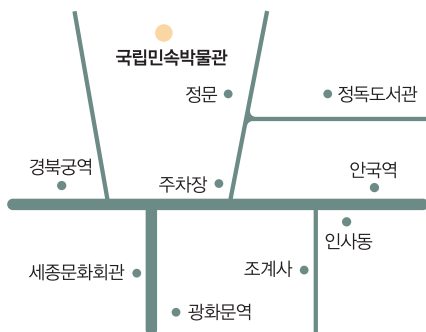 국립민속박물관
정문
정독도서관
경북궁역
주차장
안국역
인사동
세종문화회관
조계사
광화문역